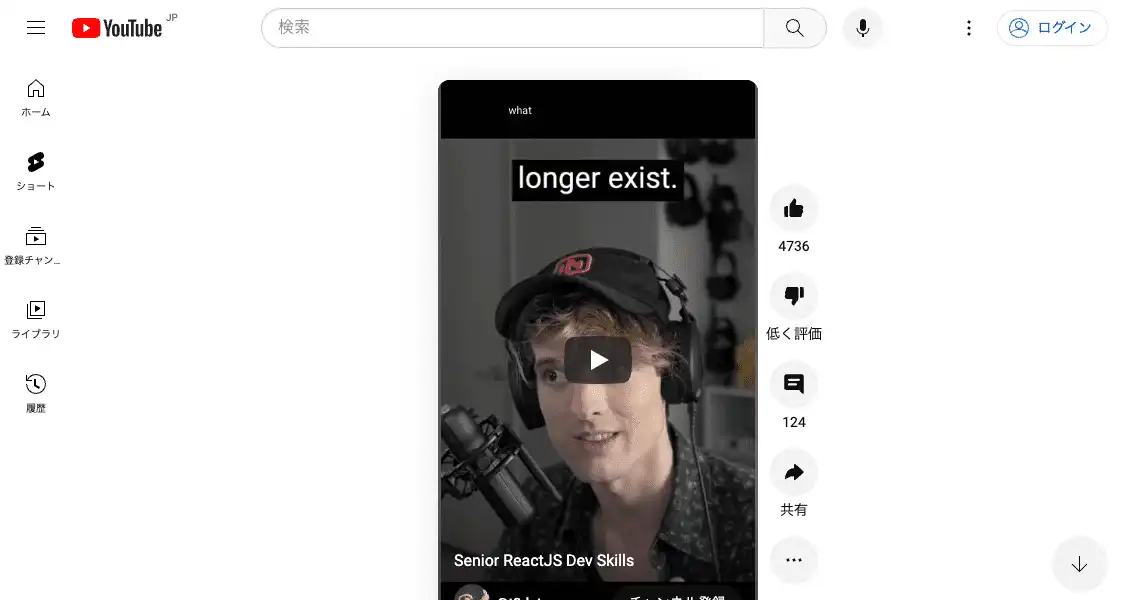 YouTube JP
検索
ログイン
ホーム
ショート
登録チャン...
ライブラリ
履歴
what
longer exist.
4736
低く評価
124
共有
Senior ReactJS Dev Skills
チャンネル登録